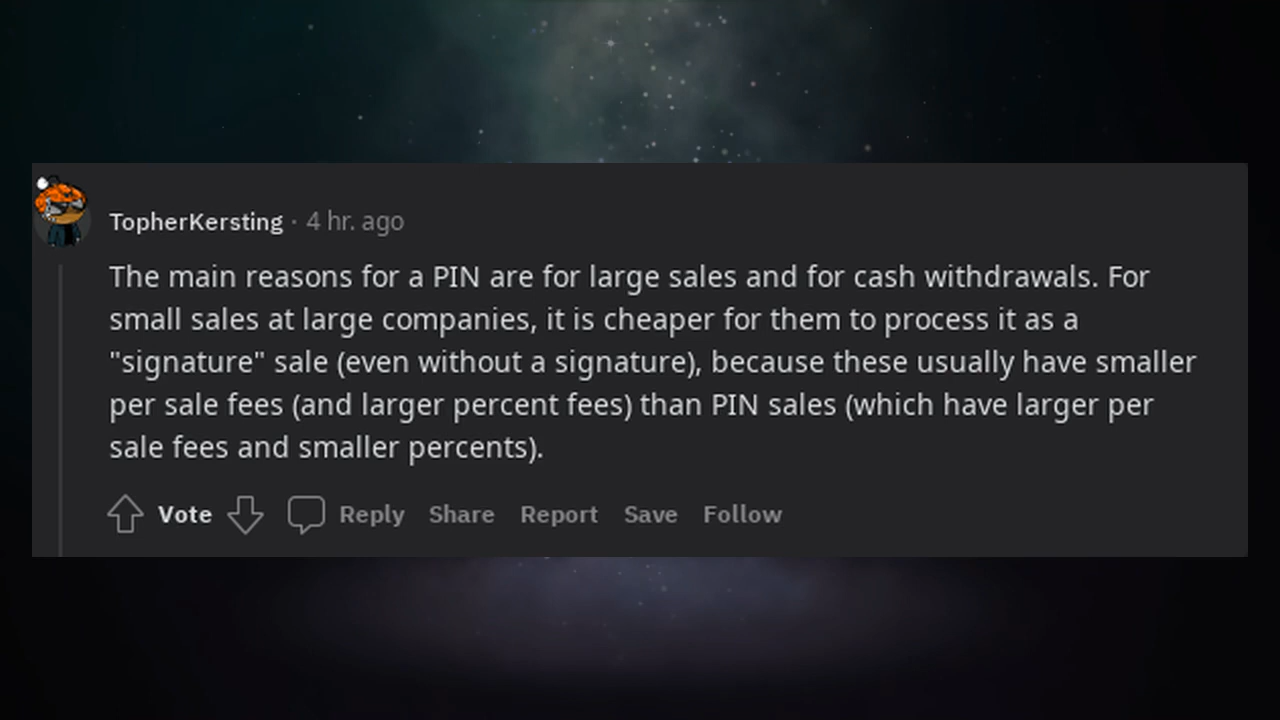 TopherKersting · 4 hr. ago
The main reasons for a PIN are for large sales and for cash withdrawals. For
small sales at large companies, it is cheaper for them to process it as a
"signature" sale (even without a signature), because these usually have smaller
per sale fees (and larger percent fees) than PIN sales (which have larger per
sale fees and smaller percents).
Vote Reply Share Report Save Follow